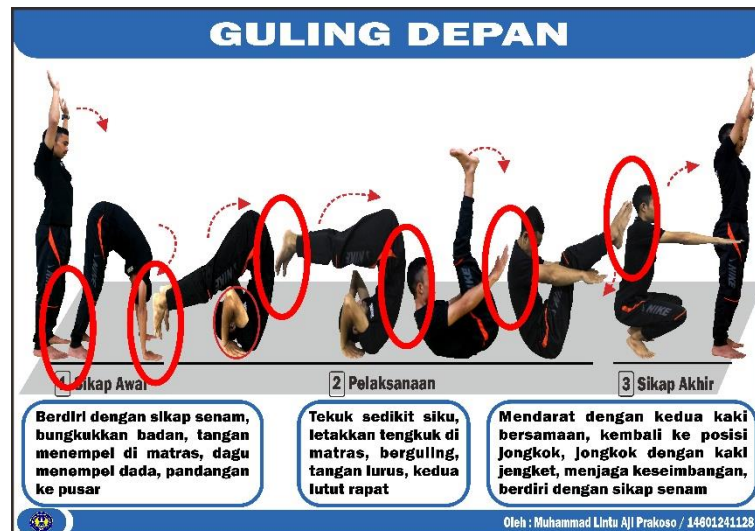 GULING DEPAN
1 Sikap Awal
2 Pelaksanaan
3 Sikap Akhir
Berdiri dengan sikap senam,
bungkukkan badan, tangan
menempel di matras, dagu
menempel dada, pandangan
ke pusar
Tekuk sedikit siku,
letakkan tengkuk di
matras, berguling,
tangan lurus, kedua
lutut rapat
Mendarat dengan kedua kaki
bersamaan, kembali ke posisi
jongkok, jongkok dengan kaki
jengket, menjaga keseimbangan,
berdiri dengan sikap senam
Oleh : Muhammad Lintu Aji Prakoso / 14601241128